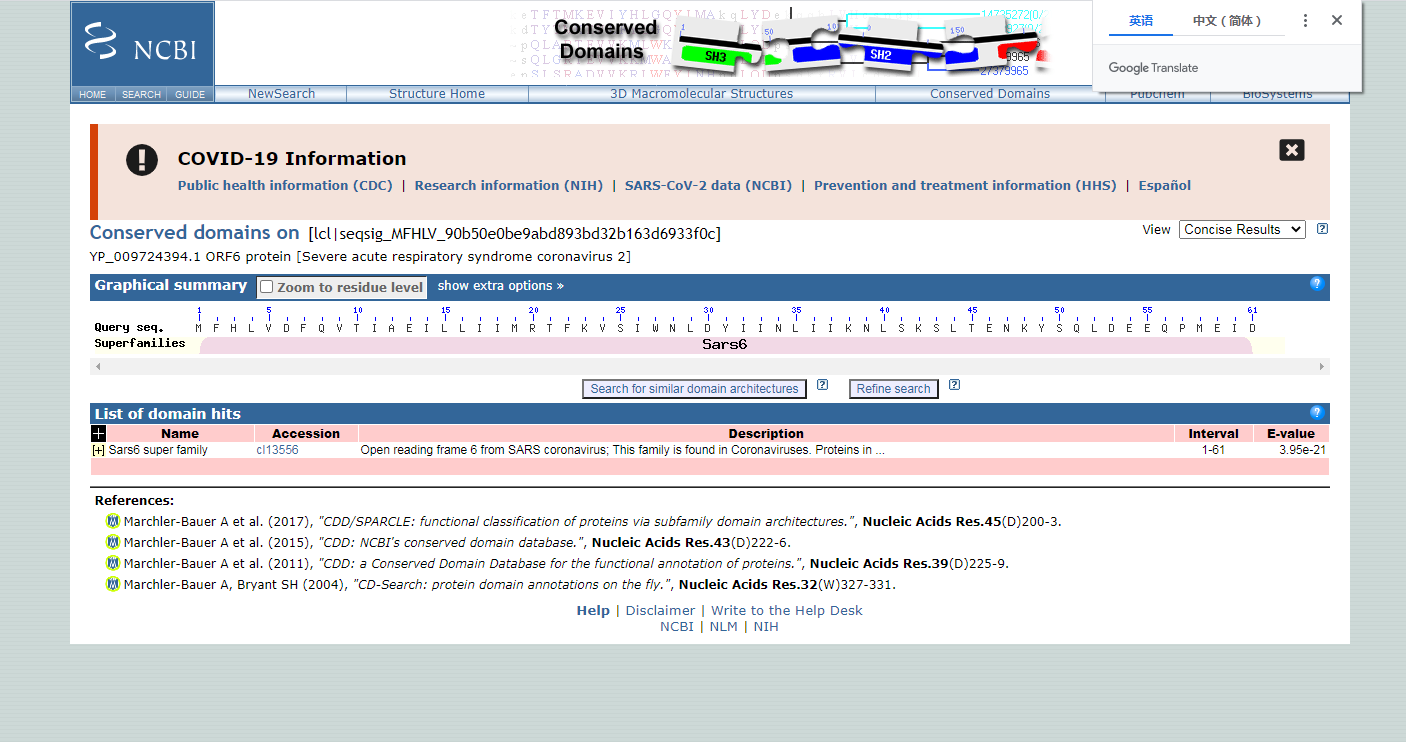 NCBI
Conserved
Domains
SH3
SH2
英语
中文（简体）
Google Translate
HOME SEARCH GUIDE NewSearch Structure Home 3D Macromolecular Structures Conserved Domains Pubchem BioSystems
COVID-19 Information
Public health information (CDC) | Research information (NIH) | SARS-CoV-2 data (NCBI) | Prevention and treatment information (HHS) | Español
Conserved domains on [lcl|seqsig_MFHLV_90b50e0be9abd893bd32b163d6933f0c]
View Concise Results
YP_009724394.1 ORF6 protein [Severe acute respiratory syndrome coronavirus 2]
Graphical summary Zoom to residue level show extra options »
1 5 10 15 20 25 30 35 40 45 50 55 61
Query seq. M F H L V D F Q V T I A E I L L I I M R T F K V S I W N L D Y I I N L I I K N L S K S L T E N K Y S Q L D E E Q P M E I D
Superfamilies Sars6
Search for similar domain architectures Refine search
List of domain hits
Name Accession Description Interval E-value
[+] Sars6 super family cl13556 Open reading frame 6 from SARS coronavirus; This family is found in Coronaviruses. Proteins in ... 1-61 3.95e-21
References:
Marchler-Bauer A et al. (2017), "CDD/SPARCLE: functional classification of proteins via subfamily domain architectures.", Nucleic Acids Res.45(D)200-3.
Marchler-Bauer A et al. (2015), "CDD: NCBI's conserved domain database.", Nucleic Acids Res.43(D)222-6.
Marchler-Bauer A et al. (2011), "CDD: a Conserved Domain Database for the functional annotation of proteins.", Nucleic Acids Res.39(D)225-9.
Marchler-Bauer A, Bryant SH (2004), "CD-Search: protein domain annotations on the fly.", Nucleic Acids Res.32(W)327-331.
Help | Disclaimer | Write to the Help Desk
NCBI | NLM | NIH